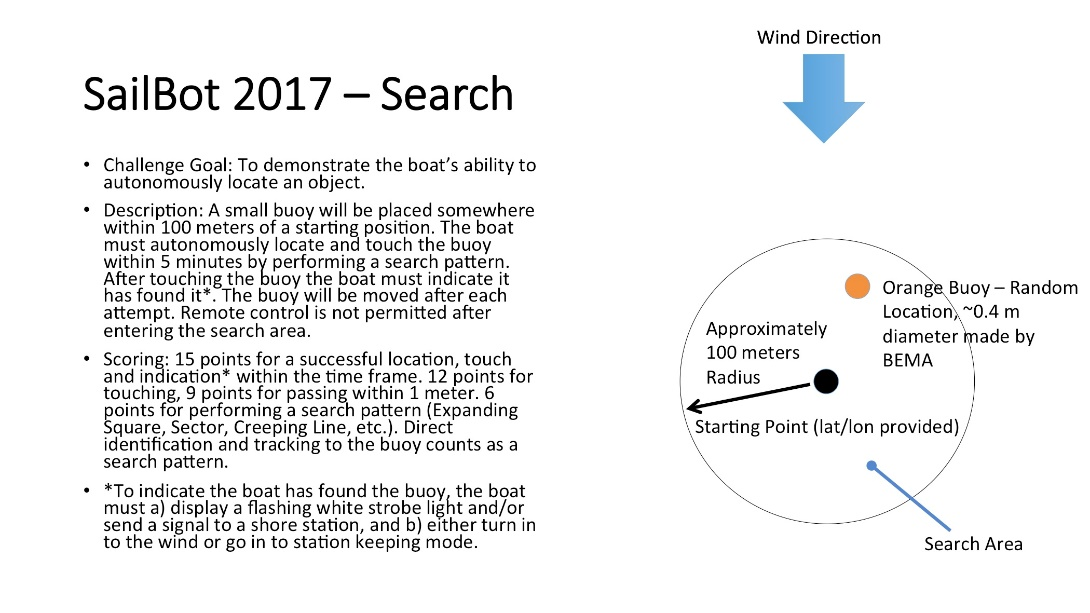 SailBot 2017 – Search
• Challenge Goal: To demonstrate the boat's ability to
autonomously locate an object.
• Description: A small buoy will be placed somewhere
within 100 meters of a starting position. The boat
must autonomously locate and touch the buoy
within 5 minutes by performing a search pattern.
After touching the buoy the boat must indicate it
has found it*. The buoy will be moved after each
attempt. Remote control is not permitted after
entering the search area.
• Scoring: 15 points for a successful location, touch
and indication* within the time frame. 12 points for
touching, 9 points for passing within 1 meter. 6
points for performing a search pattern (Expanding
Square, Sector, Creeping Line, etc.). Direct
identification and tracking to the buoy counts as a
search pattern.
• *To indicate the boat has found the buoy, the boat
must a) display a flashing white strobe light and/or
send a signal to a shore station, and b) either turn in
to the wind or go in to station keeping mode.
Wind Direction
Orange Buoy – Random
Location, ~0.4 m
diameter made by
BEMA
Approximately
100 meters
Radius
Starting Point (lat/lon provided)
Search Area